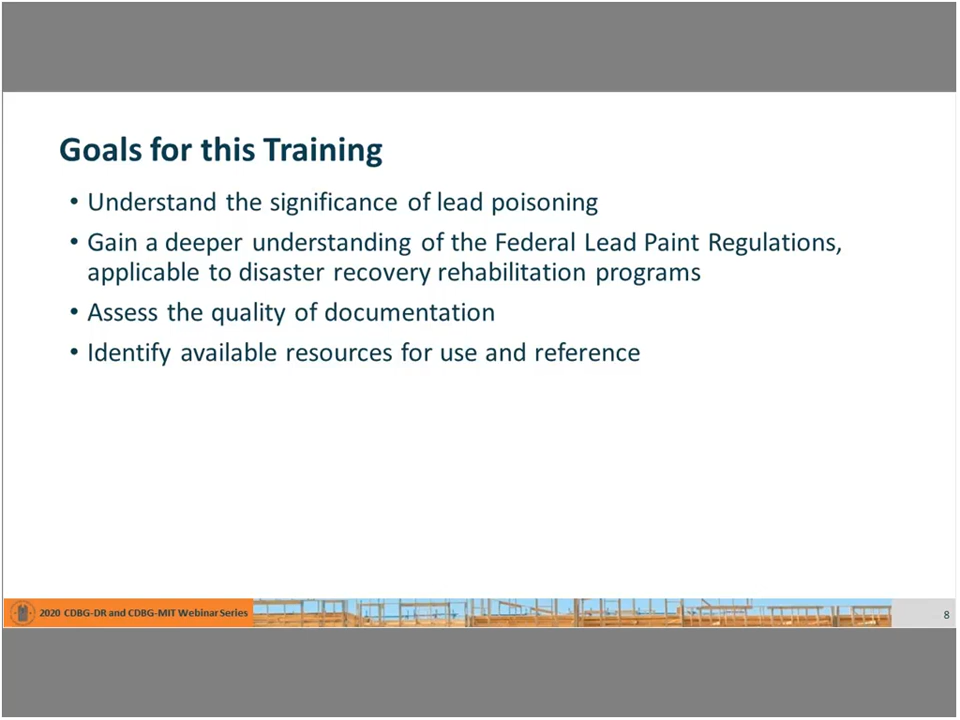 Goals for this Training
• Understand the significance of lead poisoning
• Gain a deeper understanding of the Federal Lead Paint Regulations,
applicable to disaster recovery rehabilitation programs
• Assess the quality of documentation
• Identify available resources for use and reference
2020 CDBG-DR and CDBG-MIT Webinar Series
8